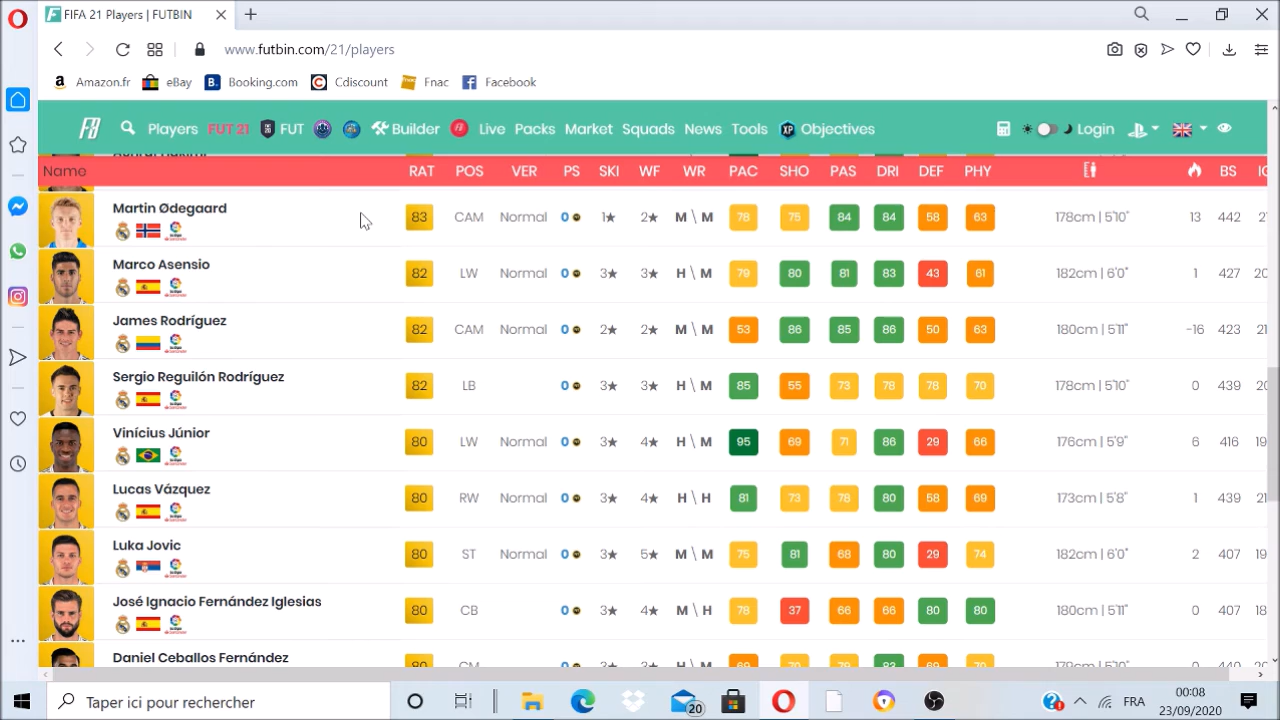 FIFA 21 Players | FUTBIN
www.futbin.com/21/players
Amazon.fr eBay Booking.com Cdiscount Fnac Facebook
Players FUT 21 FUT Builder Live Packs Market Squads News Tools XP Objectives Login
Name RAT POS VER PS SKI WF WR PAC SHO PAS DRI DEF PHY BS
Martin Ødegaard 83 CAM Normal 0 1★ 2★ M \ M 78 75 84 84 58 63 178cm | 5'10" 13 442
Marco Asensio 82 LW Normal 0 3★ 3★ H \ M 79 80 81 83 43 61 182cm | 6'0" 1 427
James Rodríguez 82 CAM Normal 0 2★ 2★ M \ M 53 86 85 86 50 63 180cm | 5'11" -16 423
Sergio Reguilón Rodríguez 82 LB 0 3★ 3★ H \ M 85 55 73 78 78 70 178cm | 5'10" 0 439
Vinícius Júnior 80 LW Normal 0 3★ 4★ H \ M 95 69 71 86 29 66 176cm | 5'9" 6 416
Lucas Vázquez 80 RW Normal 0 3★ 4★ H \ H 81 73 78 80 58 69 173cm | 5'8" 1 439
Luka Jovic 80 ST Normal 0 3★ 5★ M \ M 75 81 68 80 29 74 182cm | 6'0" 2 407
José Ignacio Fernández Iglesias 80 CB Normal 0 3★ 4★ M \ H 78 37 66 66 80 80 180cm | 5'11" 0 407
Daniel Ceballos Fernández
Taper ici pour rechercher 20 FRA 00:08
23/09/2020